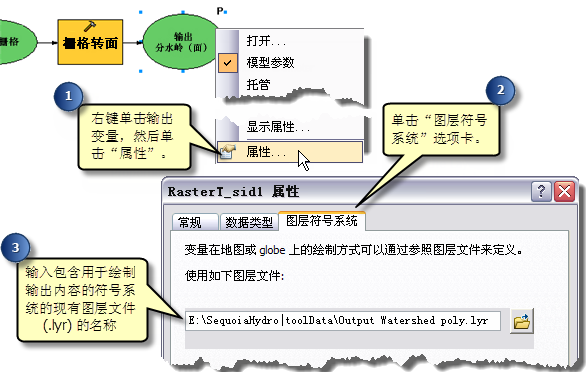 P
栅格
栅格转面
输出
分水岭（面）
打开...
模型参数
托管
显示属性...
属性...
1
右键单击输出
变量，然后单
击“属性”。
2
单击“图层符号
系统”选项卡。
RasterT_sid1 属性
常规
数据类型
图层符号系统
变量在地图或 globe 上的绘制方式可以通过参照图层文件来定义。
使用如下图层文件:
E:\SequoiaHydro|toolData\Output Watershed poly.lyr
3
输入包含用于绘制
输出内容的符号系
统的现有图层文件
(.lyr) 的名称